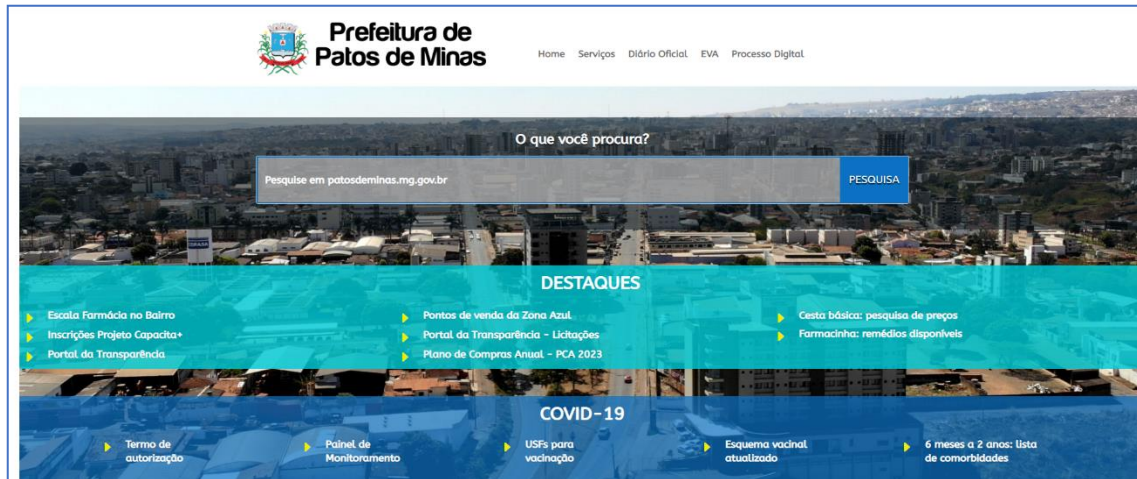 Prefeitura de
Patos de Minas
Home Serviços Diário Oficial EVA Processo Digital
O que você procura?
Pesquise em patosdeminas.mg.gov.br
PESQUISA
DESTAQUES
Escala Farmácia no Bairro
Inscrições Projeto Capacita+
Portal da Transparência
Pontos de venda da Zona Azul
Portal da Transparência - Licitações
Plano de Compras Anual - PCA 2023
Cesta básica: pesquisa de preços
Farmacinha: remédios disponíveis
COVID-19
Termo de
autorização
Painel de
Monitoramento
USFs para
vacinação
Esquema vacinal
atualizado
6 meses a 2 anos: lista
de comorbidades